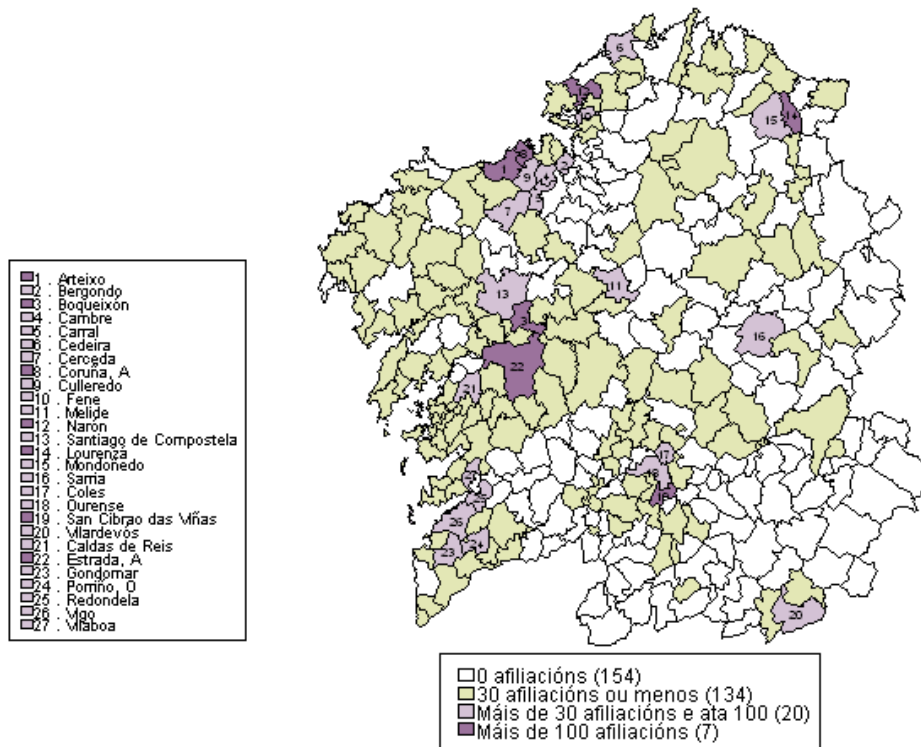 1 . Arteixo
2 . Bergondo
3 . Boqueixón
4 . Cambre
5 . Carral
6 . Cedeira
7 . Cerceda
8 . Coruña, A
9 . Culleredo
10 . Fene
11 . Melide
12 . Narón
13 . Santiago de Compostela
14 . Lourenzá
15 . Mondoñedo
16 . Sarria
17 . Coles
18 . Ourense
19 . San Cibrao das Viñas
20 . Vilardevós
21 . Caldas de Reis
22 . Estrada, A
23 . Gondomar
24 . Porriño, O
25 . Redondela
26 . Vigo
27 . Vilaboa
6
15
14
1
9
7
13
11
3
22
21
16
17
26
23
24
20
0 afiliacións (154)
30 afiliacións ou menos (134)
Máis de 30 afiliacións e ata 100 (20)
Máis de 100 afiliacións (7)